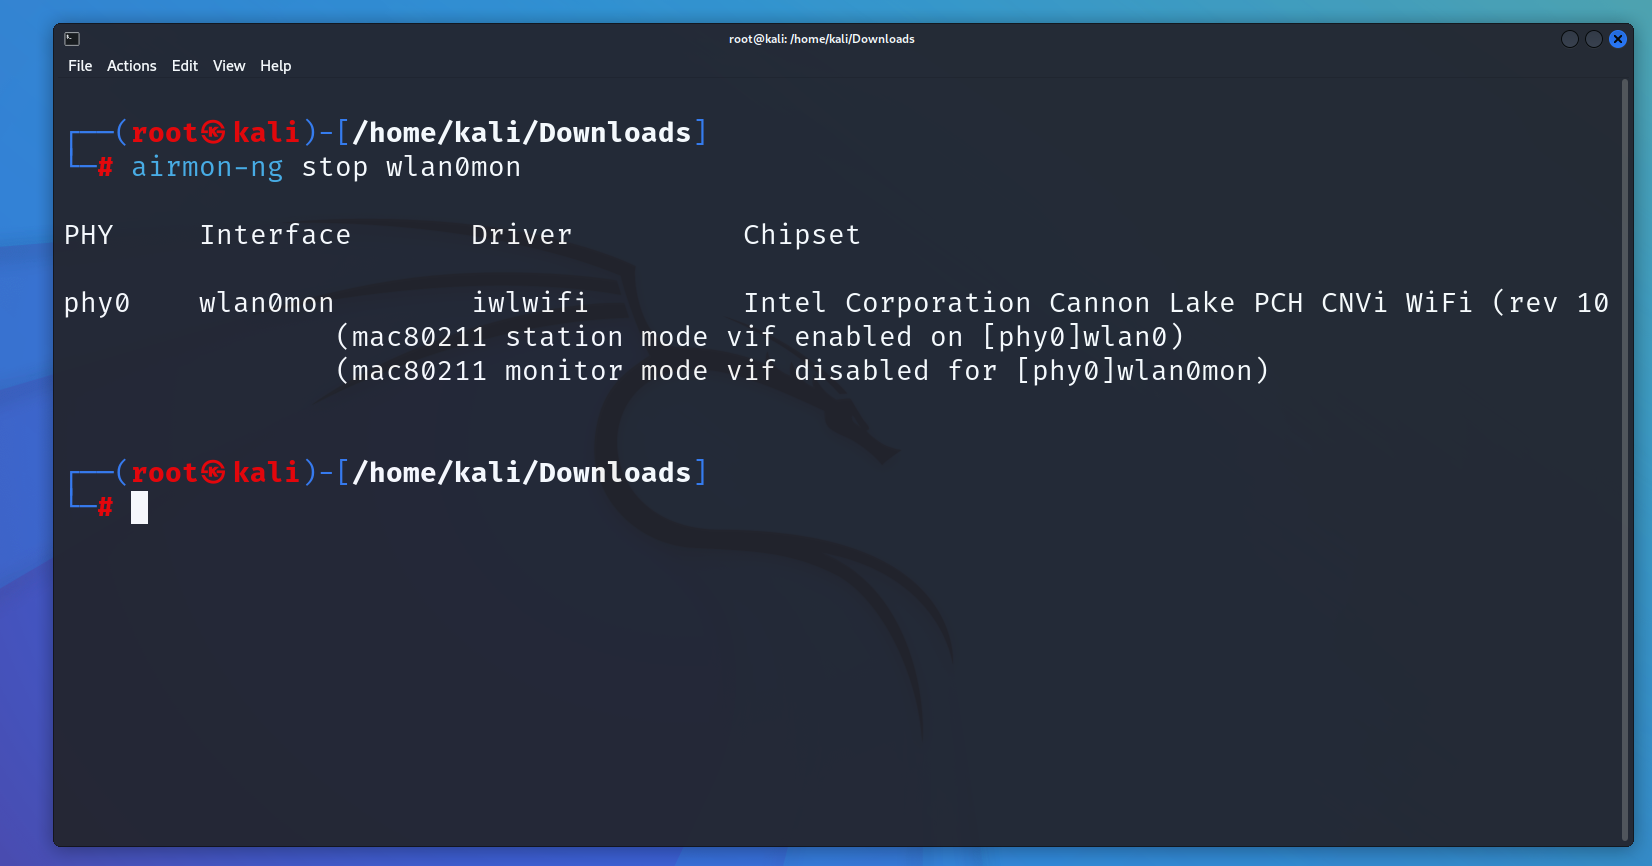 root@kali: /home/kali/Downloads
File Actions Edit View Help
┌──(root㉿kali)-[/home/kali/Downloads]
└─# airmon-ng stop wlan0mon
PHY Interface Driver Chipset
phy0 wlan0mon iwlwifi Intel Corporation Cannon Lake PCH CNVi WiFi (rev 10
(mac80211 station mode vif enabled on [phy0]wlan0)
(mac80211 monitor mode vif disabled for [phy0]wlan0mon)
┌──(root㉿kali)-[/home/kali/Downloads]
└─#